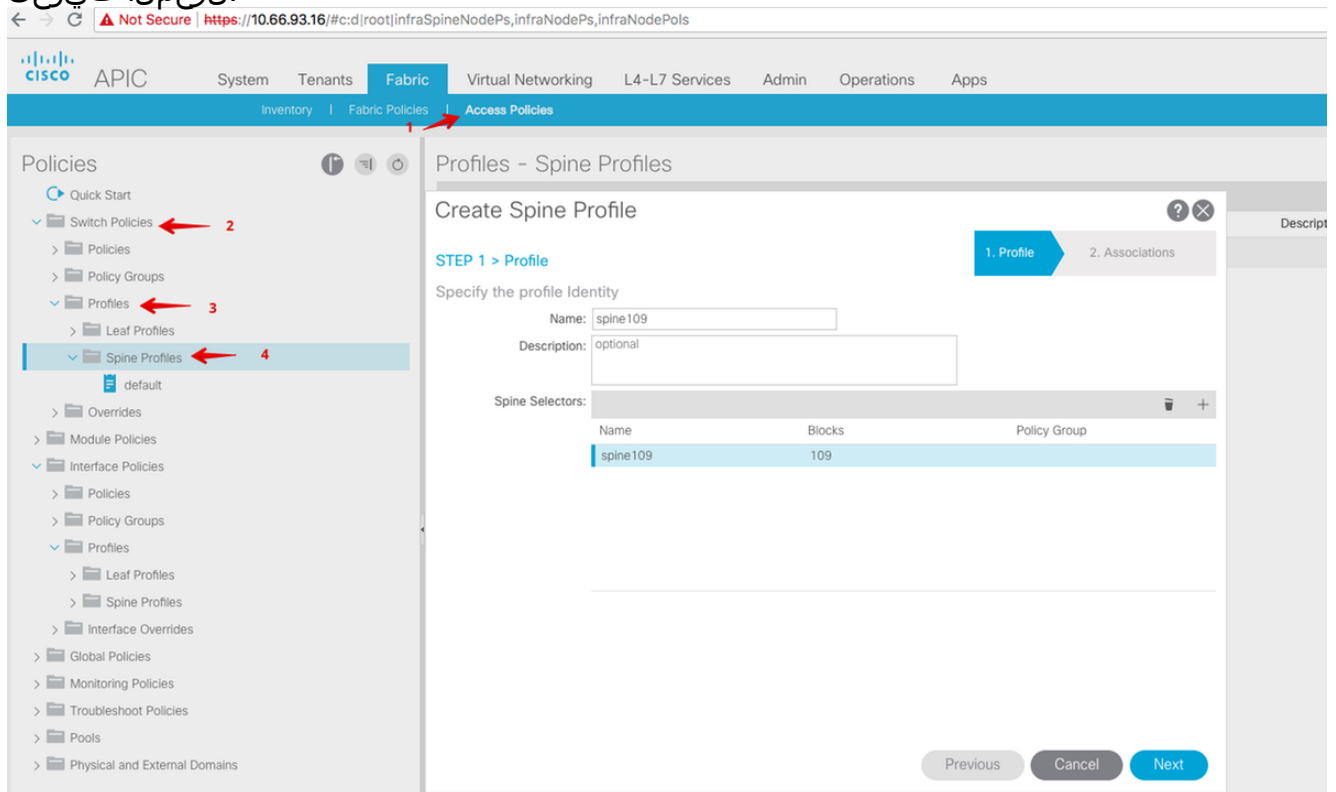 Not Secure | https://10.66.93.16/#c:d|root|infraSpineNodePs,infraNodePs,infraNodePols
CISCO APIC System Tenants Fabric Virtual Networking L4-L7 Services Admin Operations Apps
Inventory | Fabric Policies | Access Policies
1
Policies
Quick Start
Switch Policies 2
Policies
Policy Groups
Profiles 3
Leaf Profiles
Spine Profiles 4
default
Overrides
Module Policies
Interface Policies
Policies
Policy Groups
Profiles
Leaf Profiles
Spine Profiles
Interface Overrides
Global Policies
Monitoring Policies
Troubleshoot Policies
Pools
Physical and External Domains
Profiles - Spine Profiles
Descript
Create Spine Profile
STEP 1 > Profile
1. Profile 2. Associations
Specify the profile Identity
Name: spine109
Description: optional
Spine Selectors:
Name Blocks Policy Group
spine109 109
Previous Cancel Next